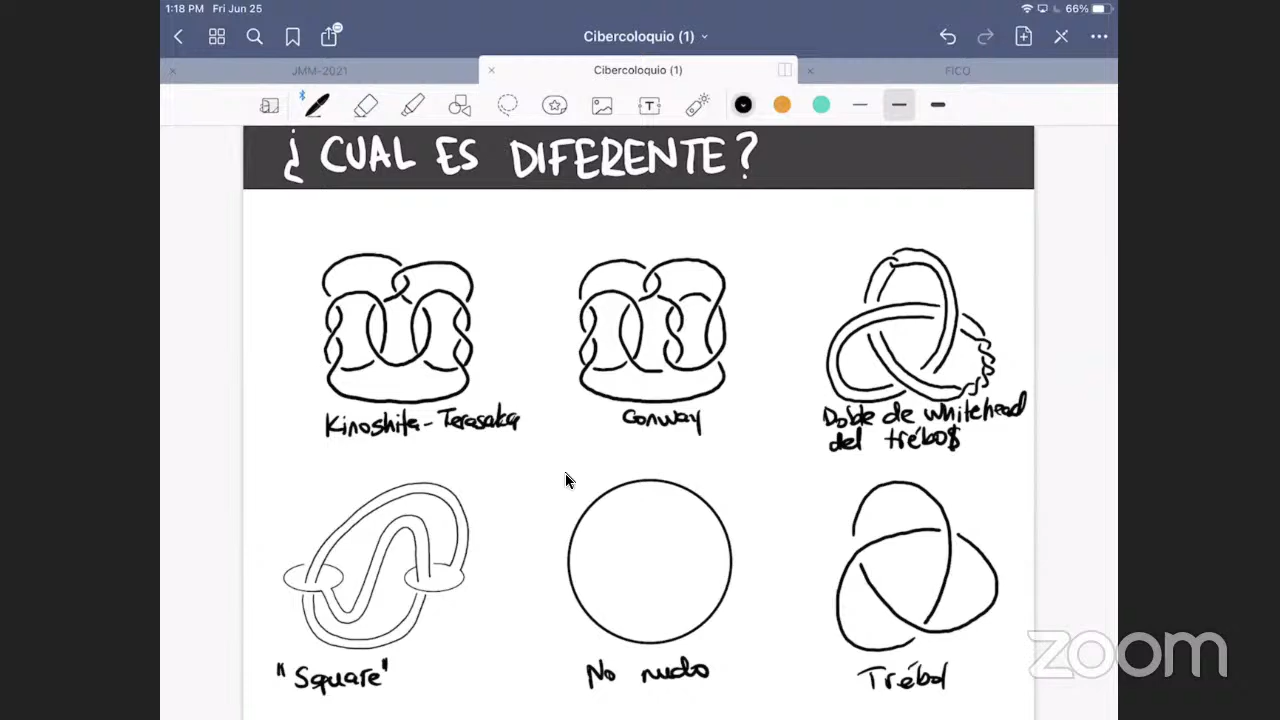 1:18 PM Fri Jun 25
66%
Cibercoloquio (1)
JMM-2021
Cibercoloquio (1)
FICO
T
¿CUAL ES DIFERENTE?
Kinoshita-Terasaka
Conway
Doble de Whitehead
del trébol
"Square"
No nudo
Trébol
zoom